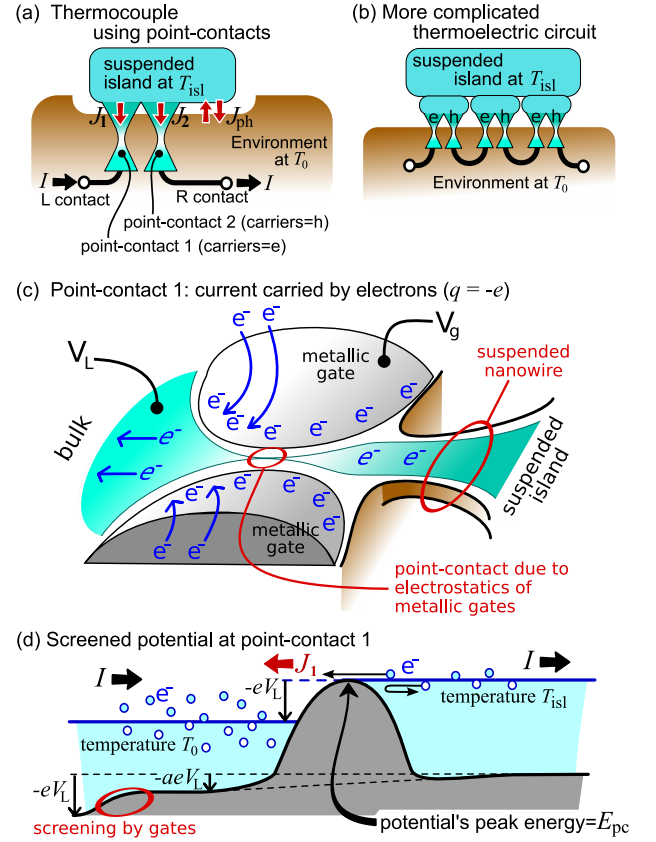 (a) Thermocouple
using point-contacts
suspended
island at T_isl
J_1
J_2
J_ph
Environment
at T_0
I
I
L contact
R contact
point-contact 2 (carriers=h)
point-contact 1 (carriers=e)
(b) More complicated
thermoelectric circuit
suspended
island at T_isl
e h e h e h
Environment at T_0
(c) Point-contact 1: current carried by electrons (q = -e)
e⁻ e⁻
V_g
V_L
metallic
gate
suspended
nanowire
e⁻ e⁻ e⁻ e⁻ e⁻ e⁻ e⁻
bulk
e⁻
e⁻
e⁻ e⁻
suspended
island
e⁻ e⁻ e⁻ e⁻ e⁻ e⁻
metallic
gate
e⁻ e⁻ e⁻
point-contact due to
electrostatics of
metallic gates
(d) Screened potential at point-contact 1
I
J_1
e⁻
I
e⁻
-eV_L
temperature T_isl
temperature T_0
-eV_L
-aeV_L
screening by gates
potential's peak energy=E_pc